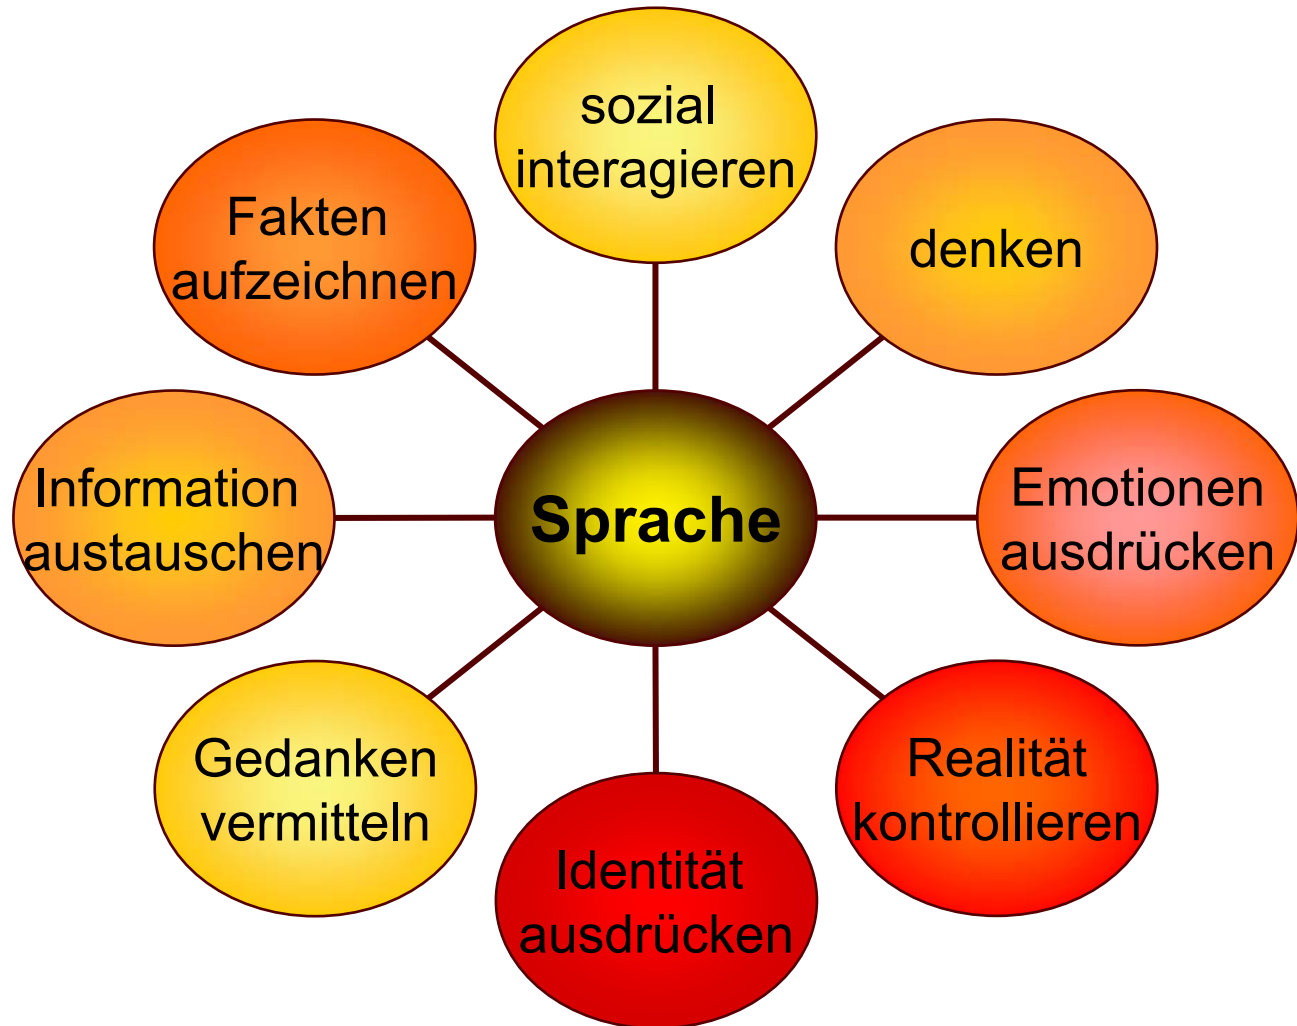 sozial
interagieren
Fakten
aufzeichnen
denken
Information
austauschen
Sprache
Emotionen
ausdrücken
Gedanken
vermitteln
Realität
kontrollieren
Identität
ausdrücken